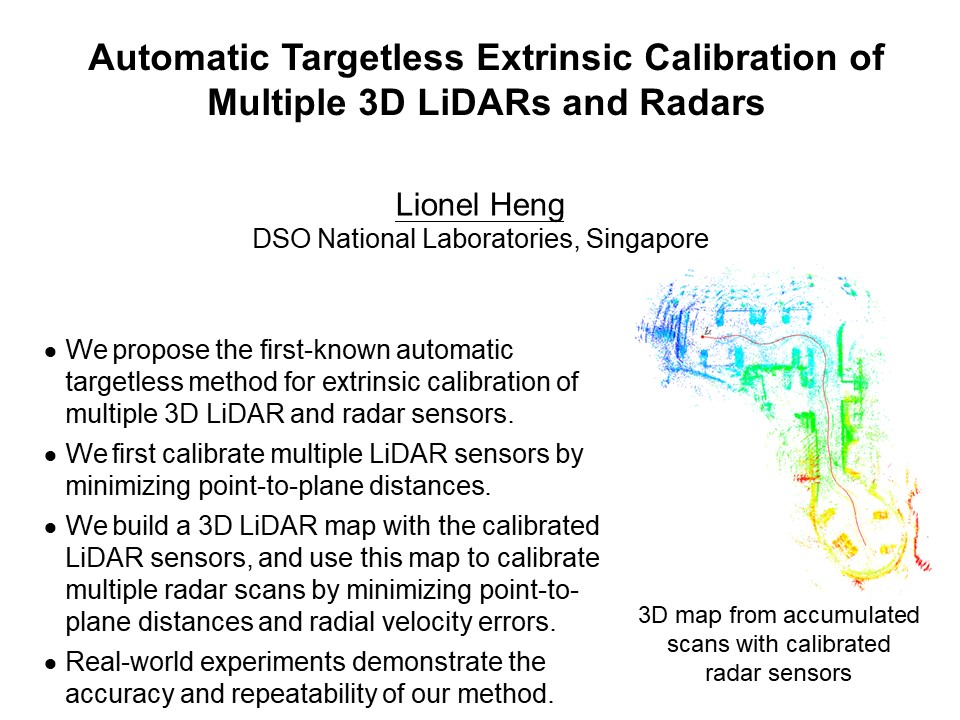 Automatic Targetless Extrinsic Calibration of
Multiple 3D LiDARs and Radars
Lionel Heng
DSO National Laboratories, Singapore
● We propose the first-known automatic
targetless method for extrinsic calibration of
multiple 3D LiDAR and radar sensors.
● We first calibrate multiple LiDAR sensors by
minimizing point-to-plane distances.
● We build a 3D LiDAR map with the calibrated
LiDAR sensors, and use this map to calibrate
multiple radar scans by minimizing point-to-
plane distances and radial velocity errors.
● Real-world experiments demonstrate the
accuracy and repeatability of our method.
3D map from accumulated
scans with calibrated
radar sensors